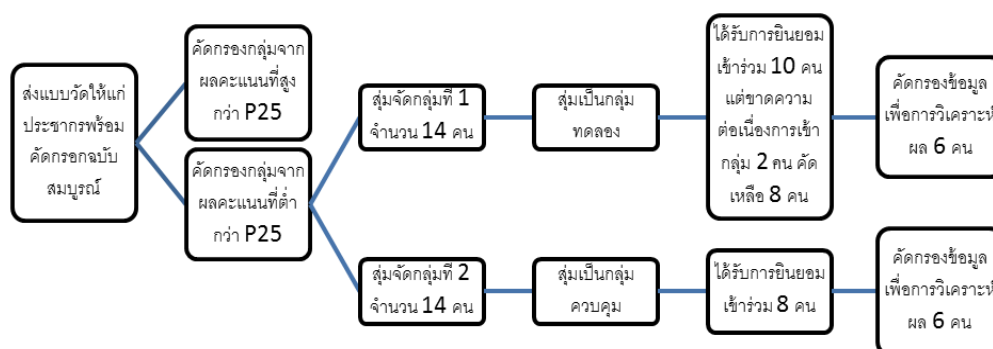 ส่งแบบวัดให้แก่
ประชากรพร้อม
คัดกรอกฉบับ
สมบูรณ์
คัดกรองกลุ่มจาก
ผลคะแนนที่สูง
กว่า P25
คัดกรองกลุ่มจาก
ผลคะแนนที่ต่ำ
กว่า P25
สุ่มจัดกลุ่มที่ 1
จำนวน 14 คน
สุ่มเป็นกลุ่ม
ทดลอง
ได้รับการยินยอม
เข้าร่วม 10 คน
แต่ขาดความ
ต่อเนื่องการเข้า
กลุ่ม 2 คน คัด
เหลือ 8 คน
คัดกรองข้อมูล
เพื่อการวิเคราะห์
ผล 6 คน
สุ่มจัดกลุ่มที่ 2
จำนวน 14 คน
สุ่มเป็นกลุ่ม
ควบคุม
ได้รับการยินยอม
เข้าร่วม 8 คน
คัดกรองข้อมูล
เพื่อการวิเคราะห์
ผล 6 คน